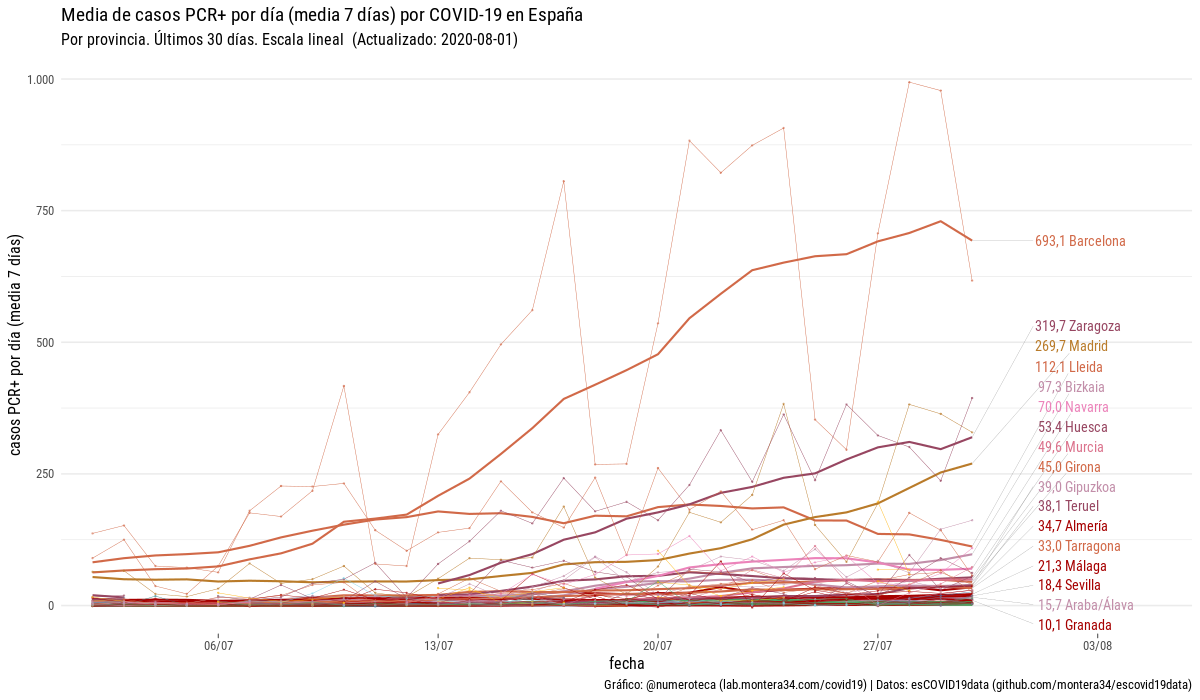 Media de casos PCR+ por día (media 7 días) por COVID-19 en España
Por provincia. Últimos 30 días. Escala lineal (Actualizado: 2020-08-01)
casos PCR+ por día (media 7 días)
1.000
750
500
250
0
693,1 Barcelona
319,7 Zaragoza
269,7 Madrid
112,1 Lleida
97,3 Bizkaia
70,0 Navarra
53,4 Huesca
49,6 Murcia
45,0 Girona
39,0 Gipuzkoa
38,1 Teruel
34,7 Almería
33,0 Tarragona
21,3 Málaga
18,4 Sevilla
15,7 Araba/Álava
10,1 Granada
06/07
13/07
20/07
27/07
03/08
fecha
Gráfico: @numeroteca (lab.montera34.com/covid19) | Datos: esCOVID19data (github.com/montera34/escovid19data)